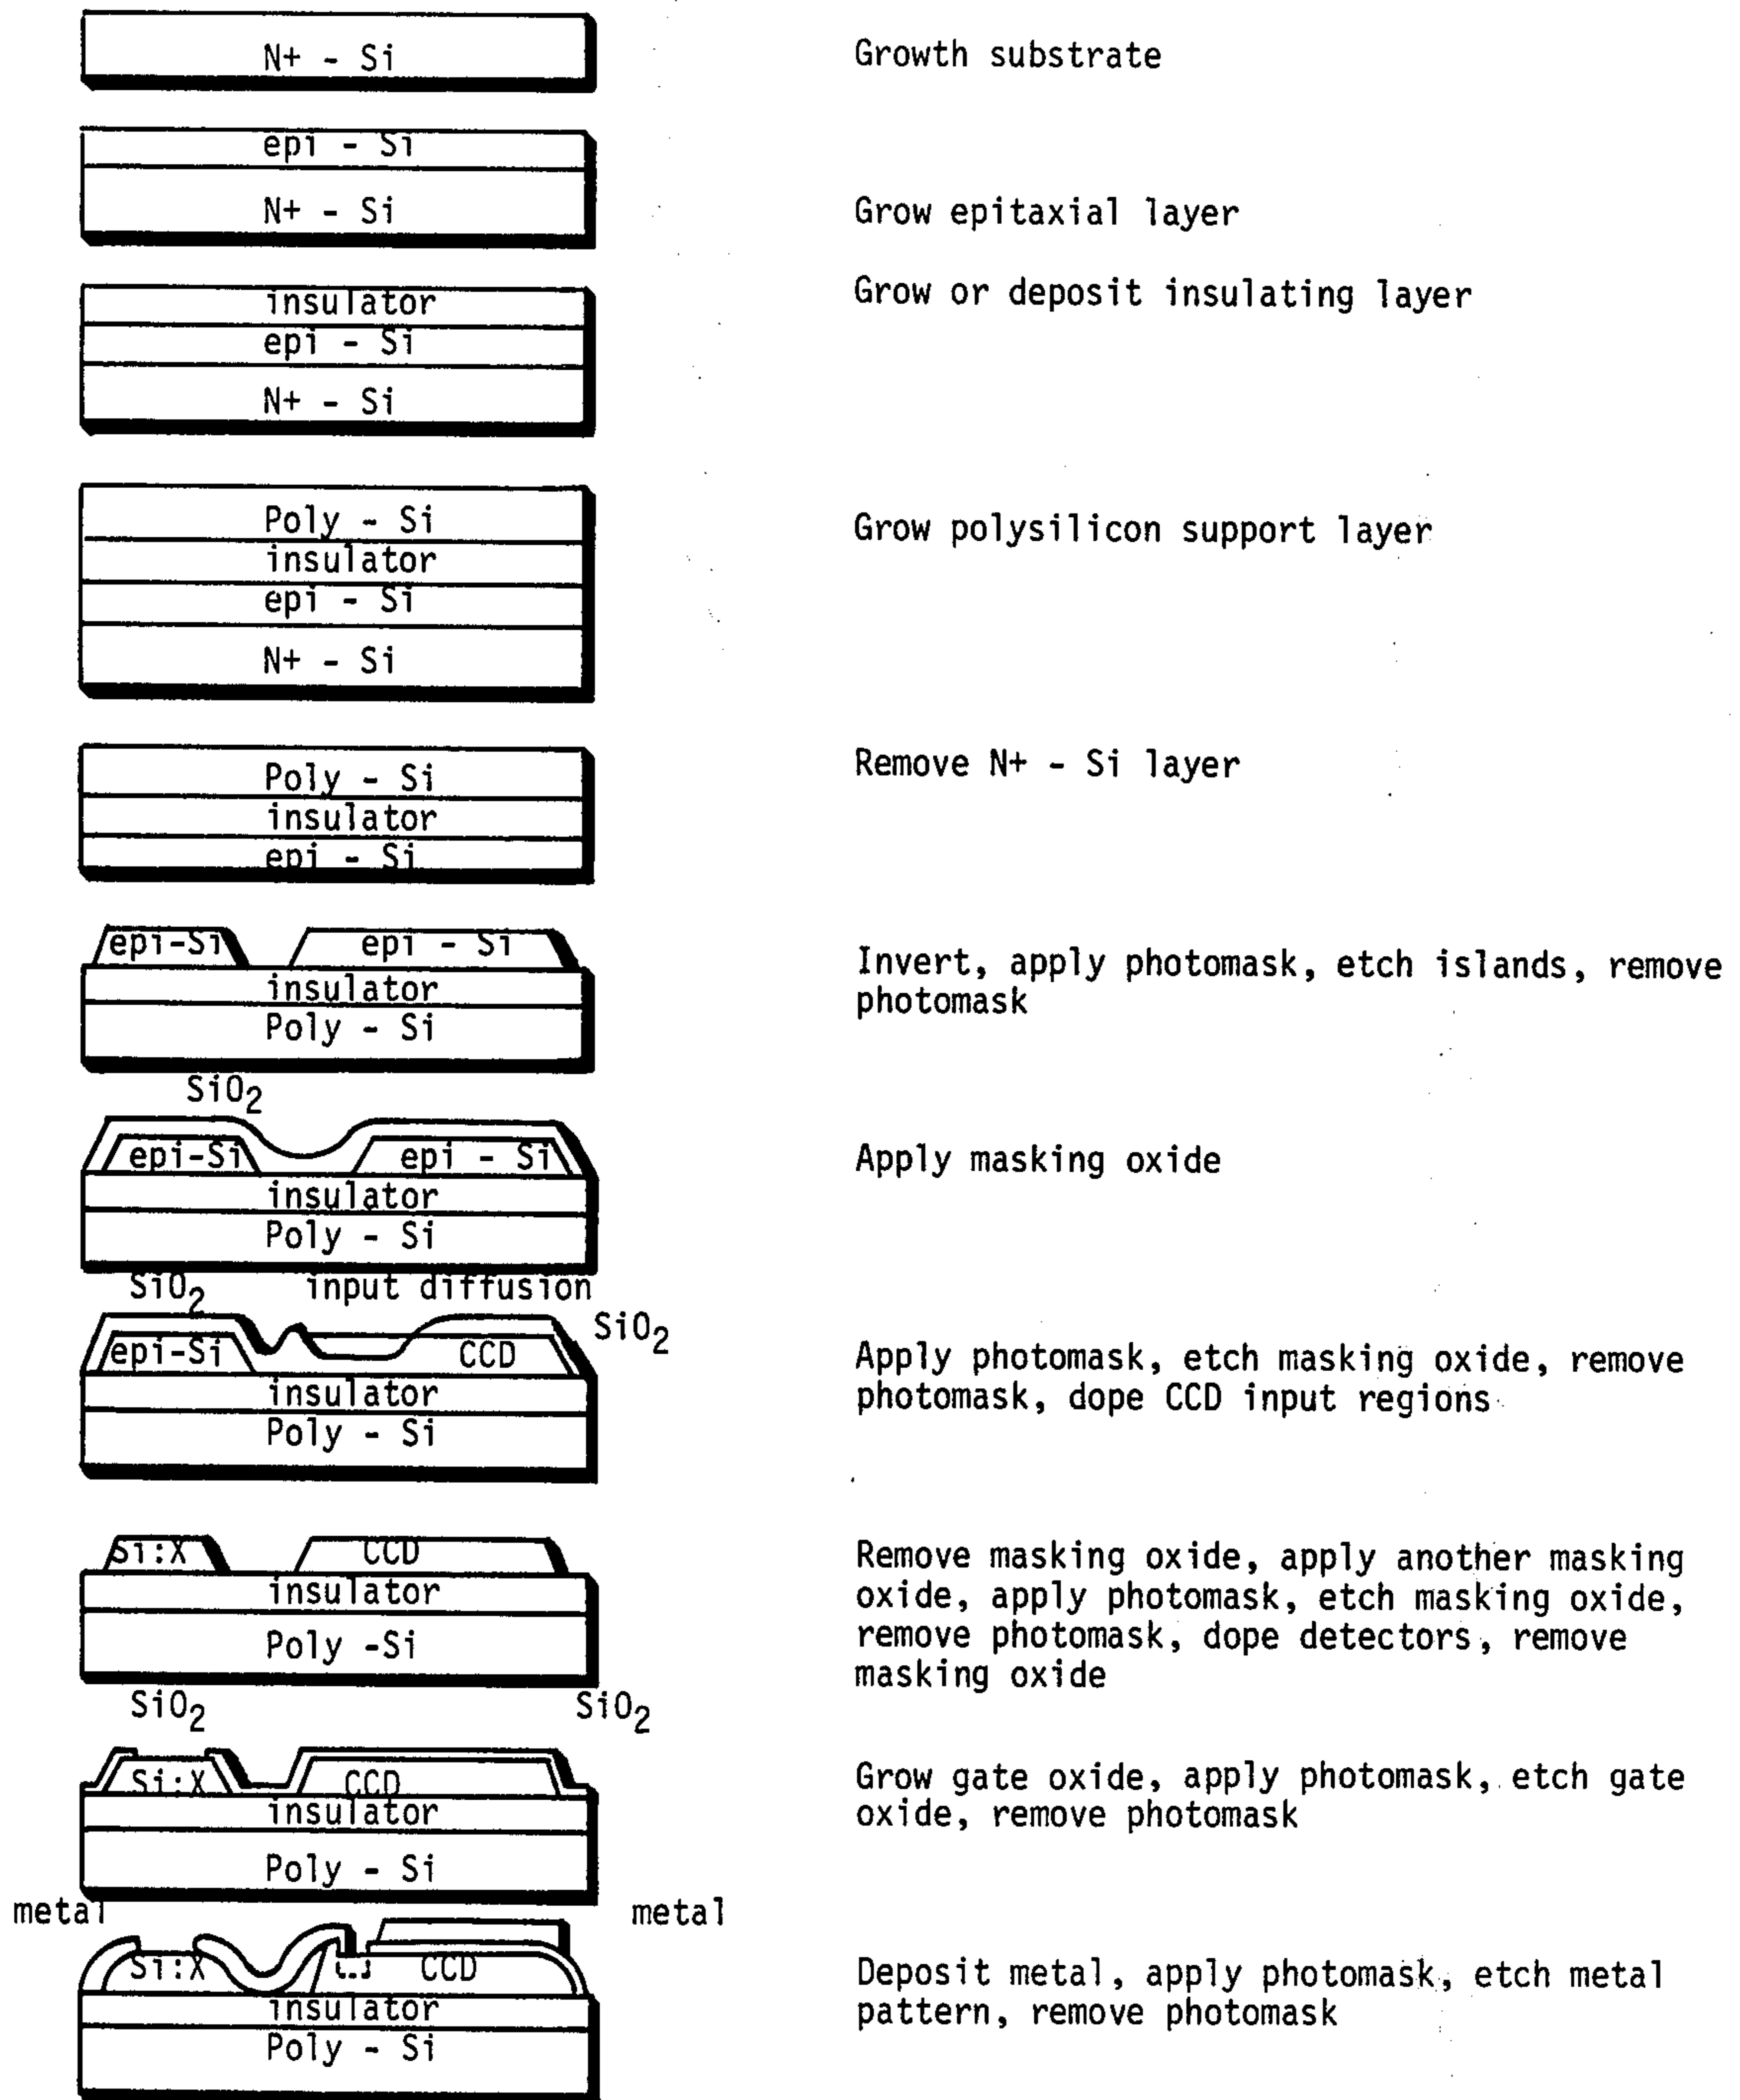 N+ - Si
Growth substrate
epi - Si
N+ - Si
Grow epitaxial layer
insulator
epi - Si
N+ - Si
Grow or deposit insulating layer
Poly - Si
insulator
epi - Si
N+ - Si
Grow polysilicon support layer
Poly - Si
insulator
epi - Si
Remove N+ - Si layer
epi-Si epi - Si
insulator
Poly - Si
Invert, apply photomask, etch islands, remove
photomask
SiO2
epi-Si epi - Si
insulator
Poly - Si
Apply masking oxide
SiO2 input diffusion
SiO2
epi-Si CCD
insulator
Poly - Si
Apply photomask, etch masking oxide, remove
photomask, dope CCD input regions
Si:X CCD
insulator
Poly -Si
Remove masking oxide, apply another masking
oxide, apply photomask, etch masking oxide,
remove photomask, dope detectors, remove
masking oxide
SiO2 SiO2
Si:X CCD
insulator
Poly - Si
Grow gate oxide, apply photomask, etch gate
oxide, remove photomask
metal metal
Si:X CCD
insulator
Poly - Si
Deposit metal, apply photomask, etch metal
pattern, remove photomask